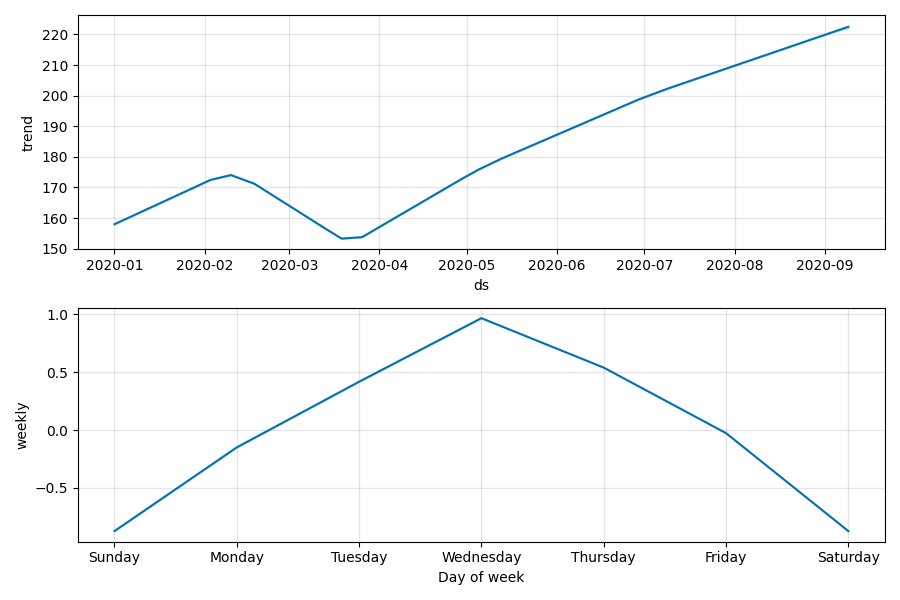 220
210
200
190
180
170
160
150
trend
2020-01 2020-02 2020-03 2020-04 2020-05 2020-06 2020-07 2020-08 2020-09
ds
1.0
0.5
0.0
−0.5
weekly
Sunday Monday Tuesday Wednesday Thursday Friday Saturday
Day of week